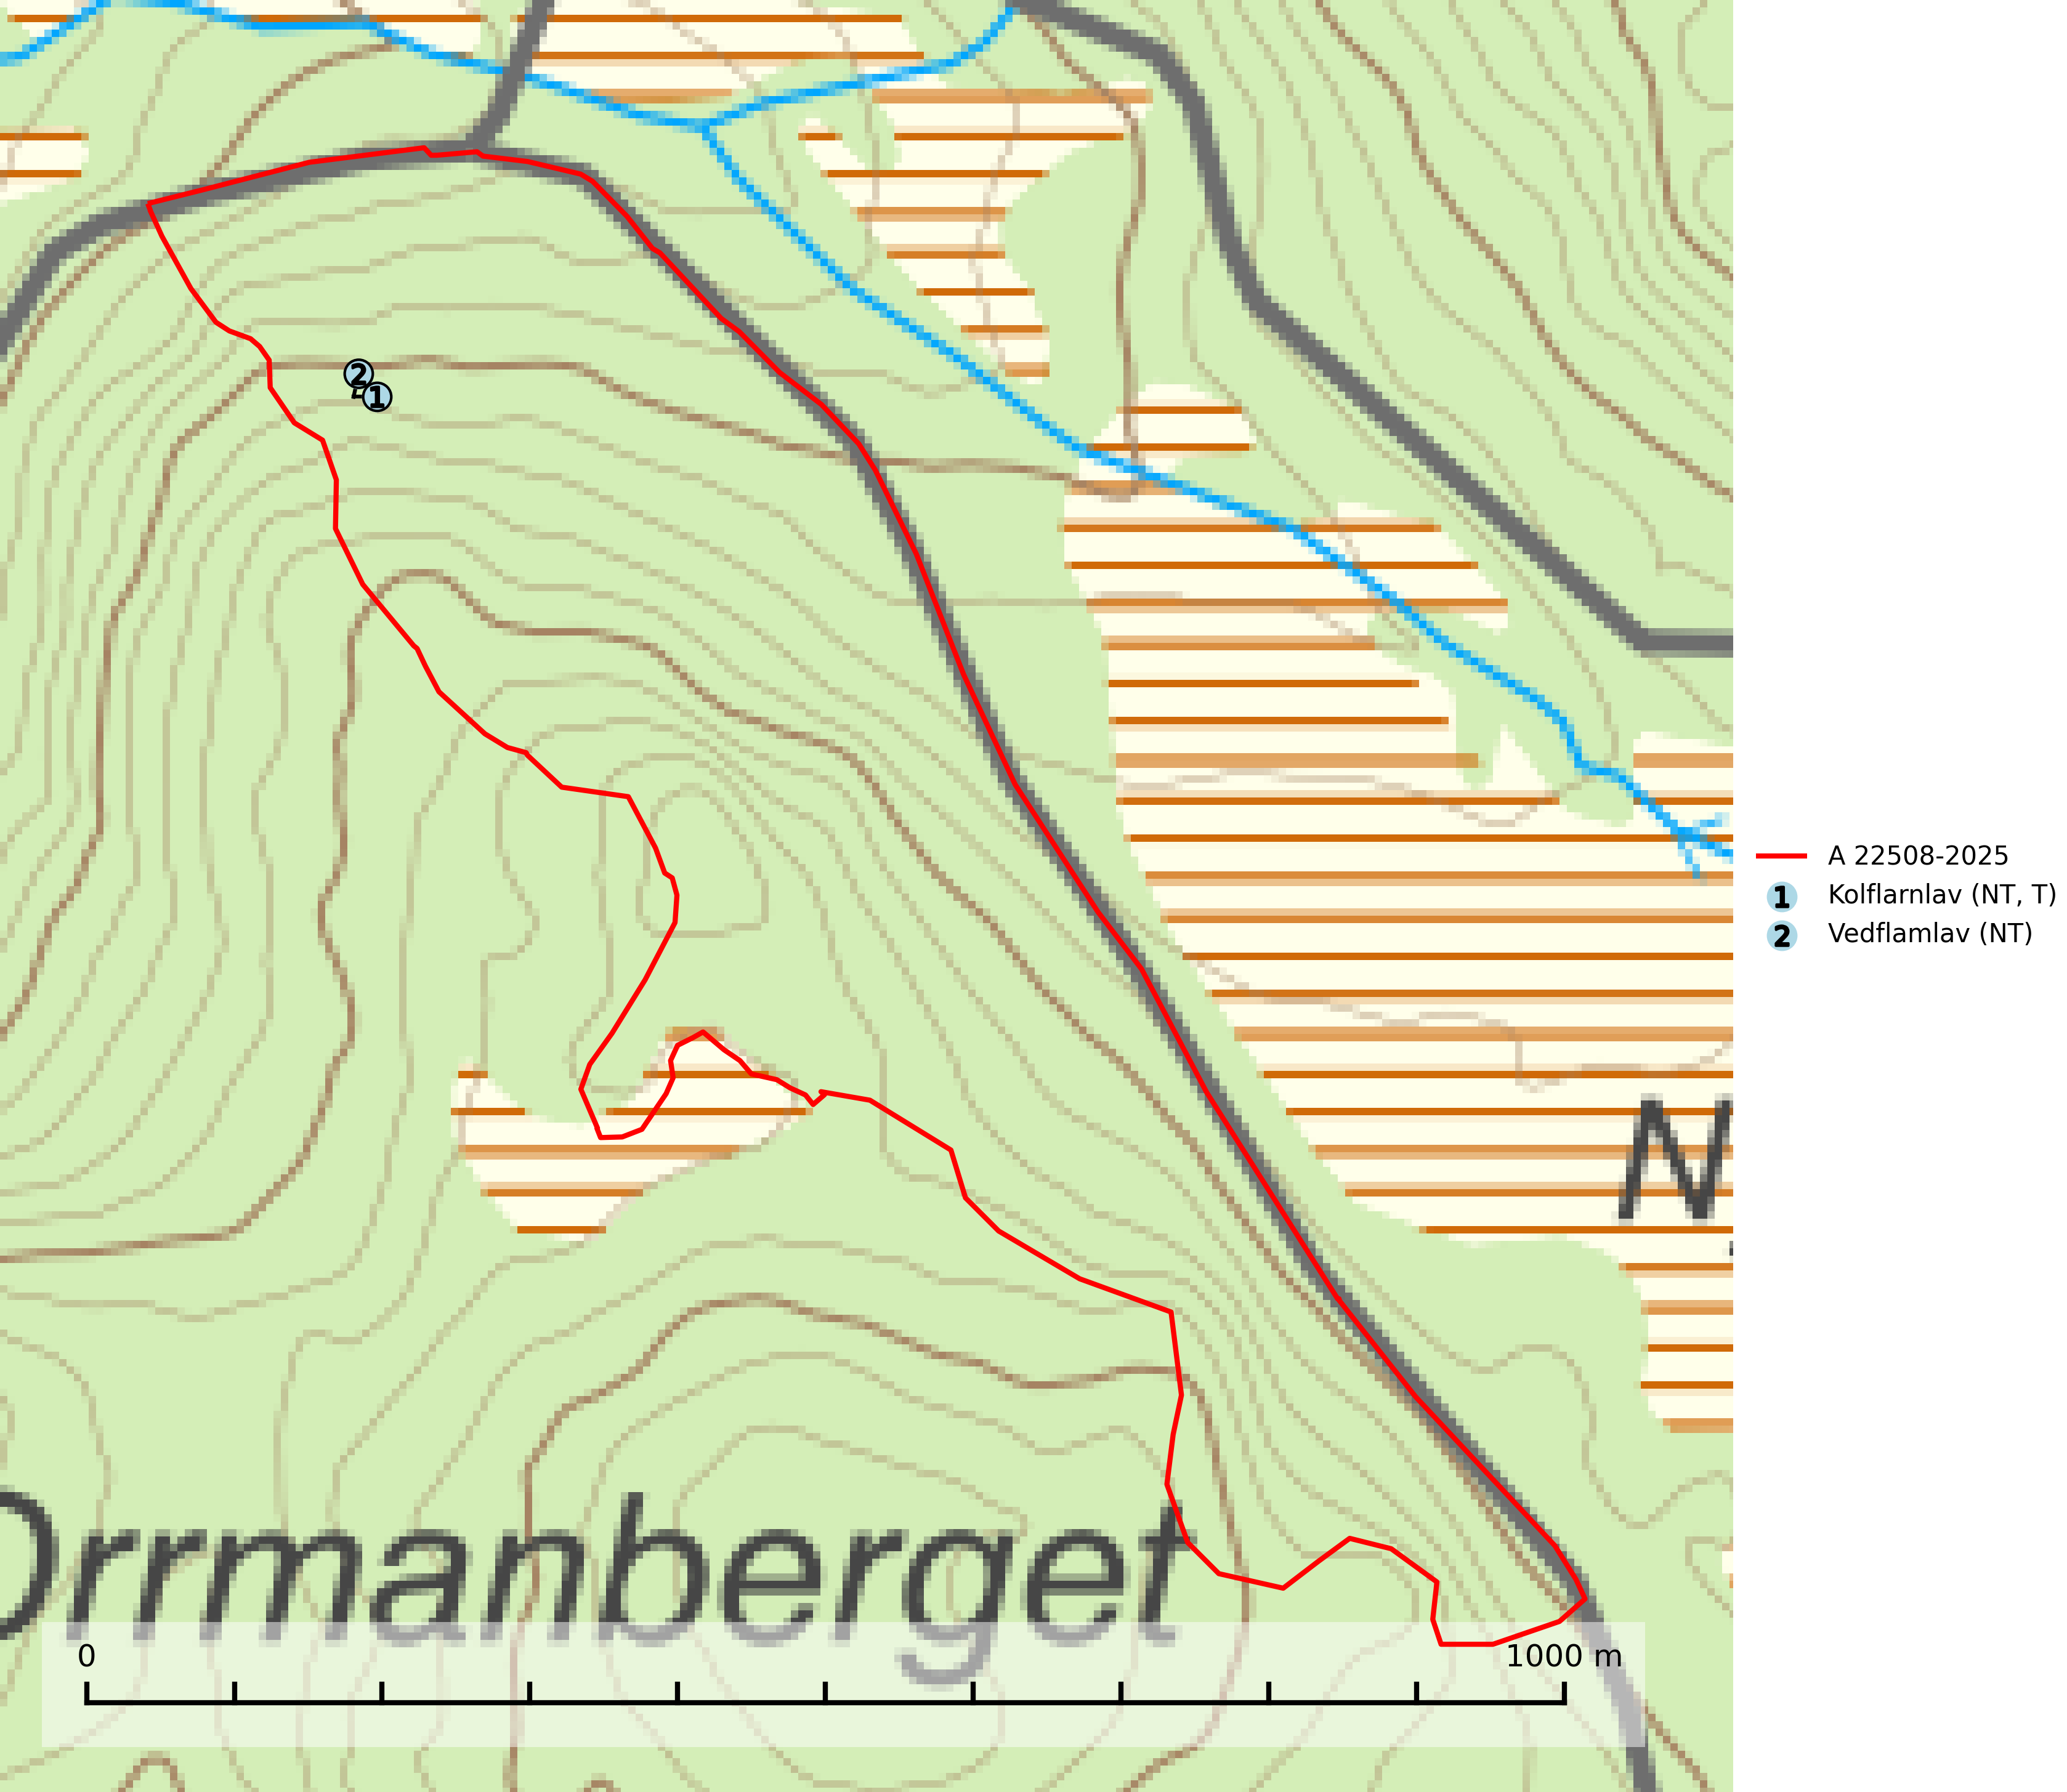 2
1
N
A 22508-2025
1 Kolflarnlav (NT, T)
2 Vedflamlav (NT)
Orrmanberget
0 1000 m